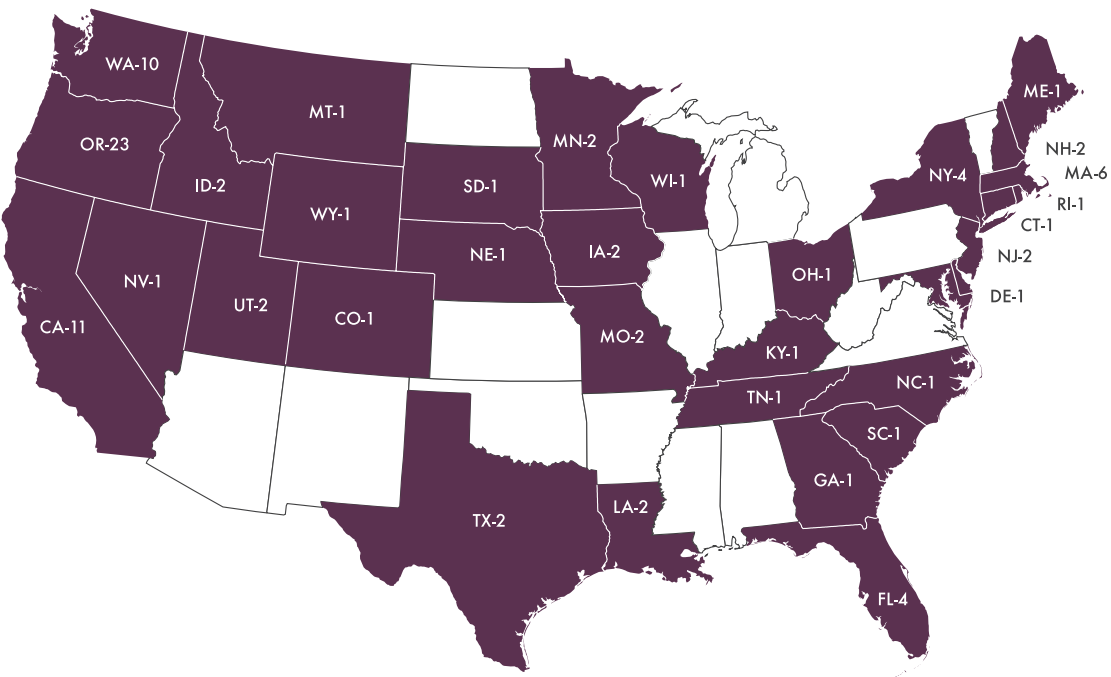 WA-10
MT-1
ME-1
OR-23
MN-2
NH-2
ID-2
SD-1
WI-1
NY-4
MA-6
WY-1
RI-1
CT-1
NE-1
IA-2
NJ-2
NV-1
OH-1
UT-2
DE-1
CO-1
CA-11
MO-2
KY-1
NC-1
TN-1
SC-1
GA-1
LA-2
TX-2
FL-4